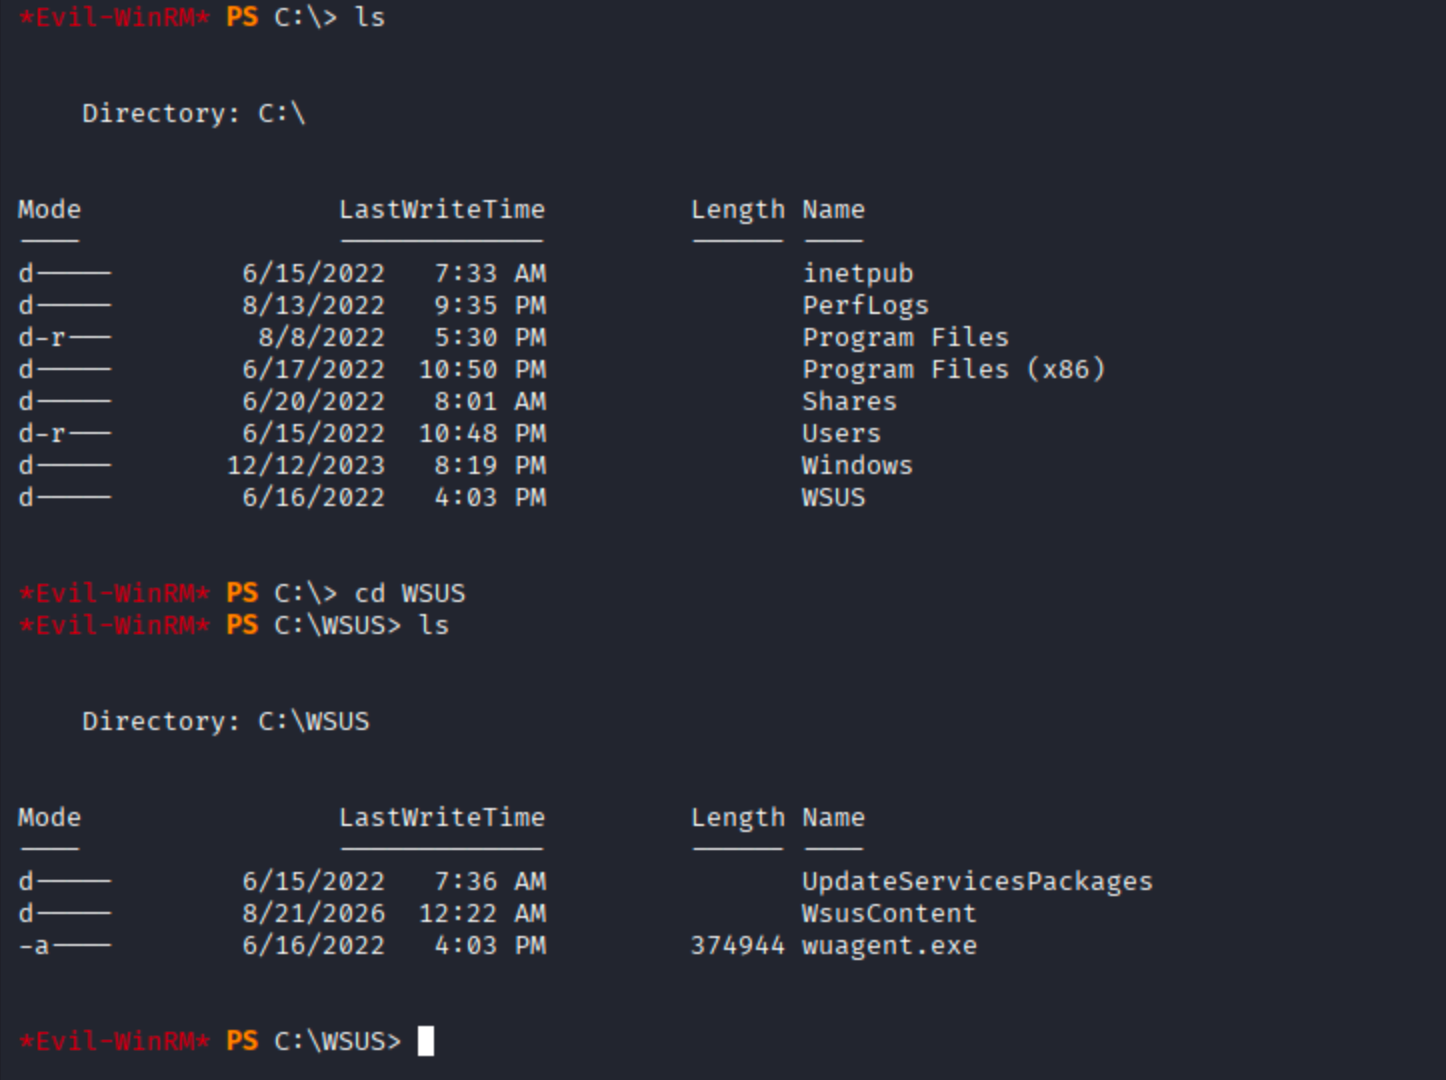 *Evil-WinRM* PS C:\> ls
Directory: C:\
Mode                LastWriteTime         Length Name
----                -------------         ------ ----
d-----        6/15/2022   7:33 AM                inetpub
d-----        8/13/2022   9:35 PM                PerfLogs
d-r---         8/8/2022   5:30 PM                Program Files
d-----        6/17/2022  10:50 PM                Program Files (x86)
d-----        6/20/2022   8:01 AM                Shares
d-r---        6/15/2022  10:48 PM                Users
d-----       12/12/2023   8:19 PM                Windows
d-----        6/16/2022   4:03 PM                WSUS
*Evil-WinRM* PS C:\> cd WSUS
*Evil-WinRM* PS C:\WSUS> ls
Directory: C:\WSUS
Mode                LastWriteTime         Length Name
----                -------------         ------ ----
d-----        6/15/2022   7:36 AM                UpdateServicesPackages
d-----        8/21/2026  12:22 AM                WsusContent
-a----        6/16/2022   4:03 PM         374944 wuagent.exe
*Evil-WinRM* PS C:\WSUS>